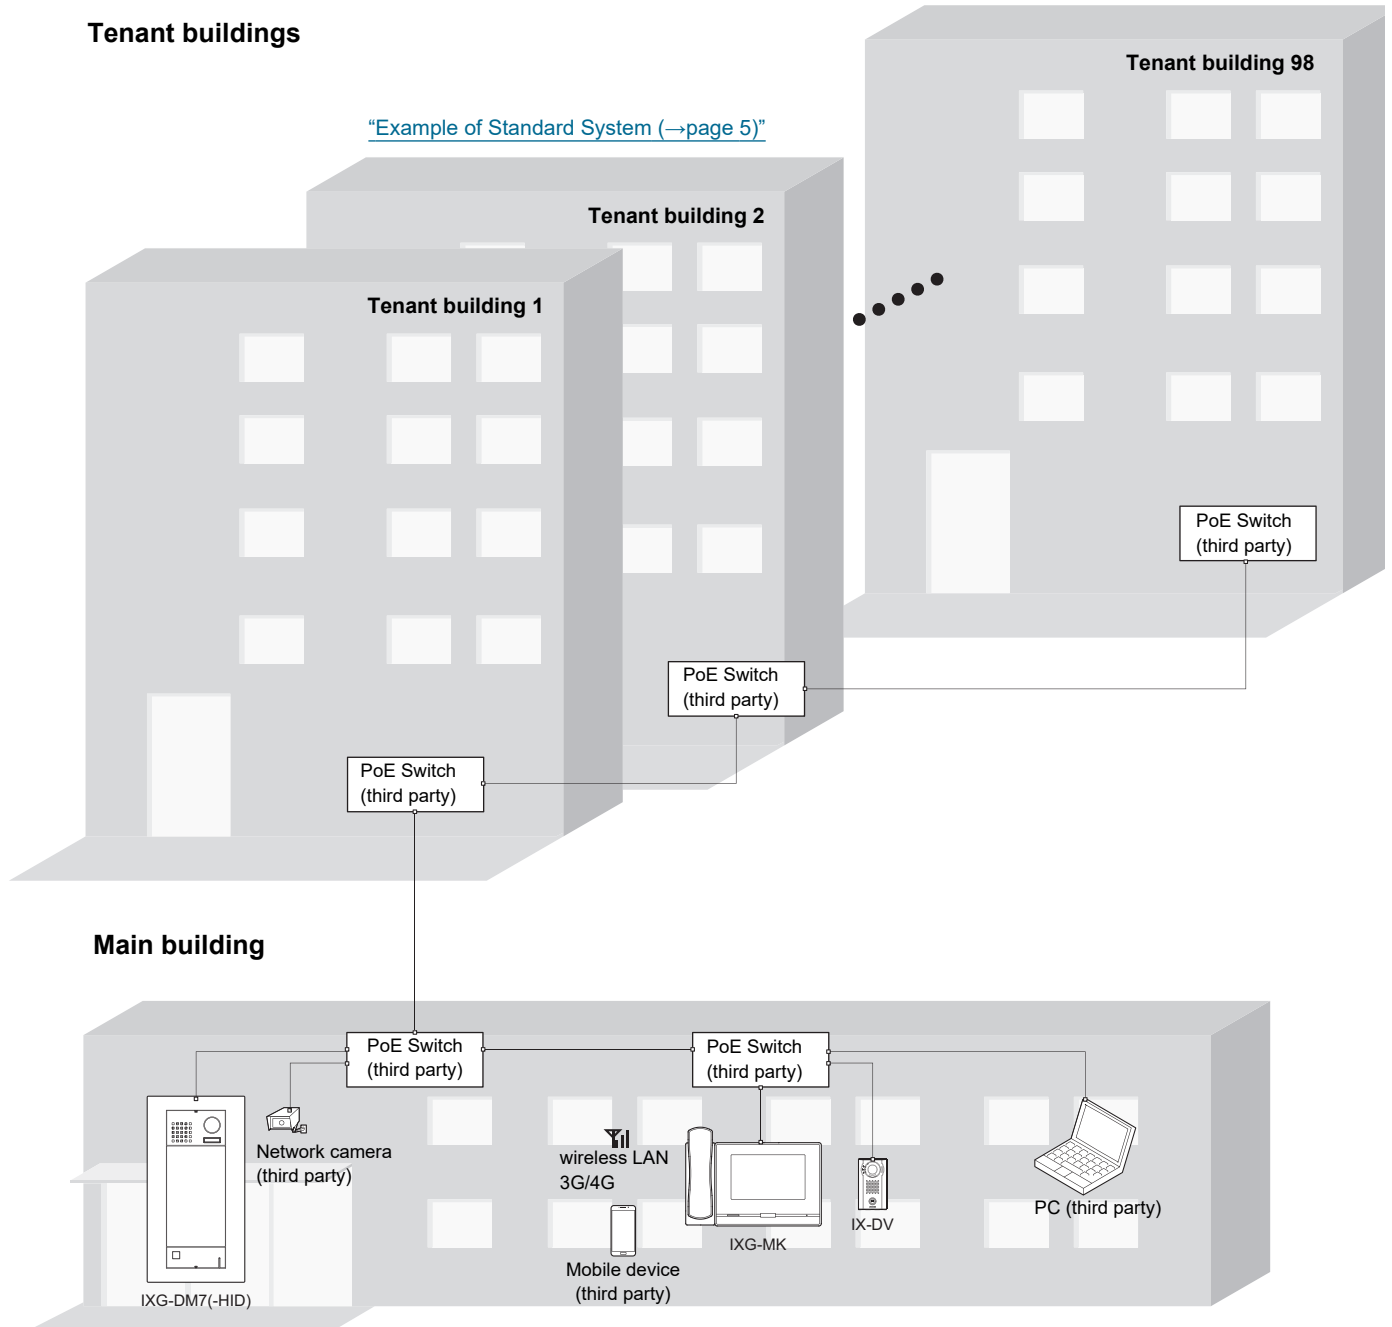 Tenant buildings
Tenant building 98
“Example of Standard System (→page 5)”
Tenant building 2
Tenant building 1
PoE Switch
(third party)
PoE Switch
(third party)
PoE Switch
(third party)
Main building
PoE Switch
(third party)
PoE Switch
(third party)
Network camera
(third party)
wireless LAN
3G/4G
PC (third party)
IX-DV
IXG-MK
Mobile device
(third party)
IXG-DM7(-HID)